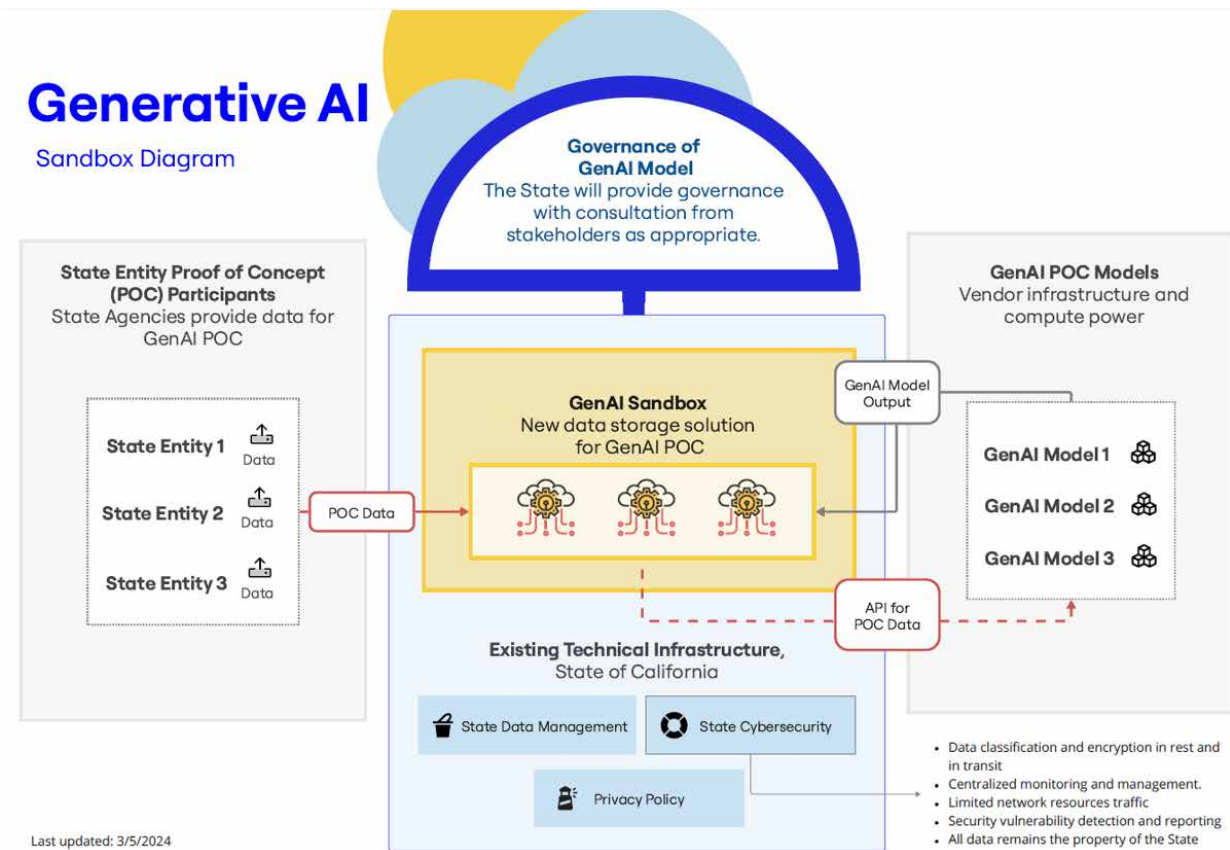 Generative AI
Sandbox Diagram
Governance of
GenAI Model
The State will provide governance
with consultation from
stakeholders as appropriate.
State Entity Proof of Concept
(POC) Participants
State Agencies provide data for
GenAI POC
State Entity 1
Data
State Entity 2
Data
State Entity 3
Data
POC Data
GenAI Sandbox
New data storage solution
for GenAI POC
GenAI Model
Output
GenAI POC Models
Vendor infrastructure and
compute power
GenAI Model 1
GenAI Model 2
GenAI Model 3
API for
POC Data
Existing Technical Infrastructure,
State of California
State Data Management
State Cybersecurity
Privacy Policy
• Data classification and encryption in rest and
in transit
• Centralized monitoring and management.
• Limited network resources traffic
• Security vulnerability detection and reporting
• All data remains the property of the State
Last updated: 3/5/2024